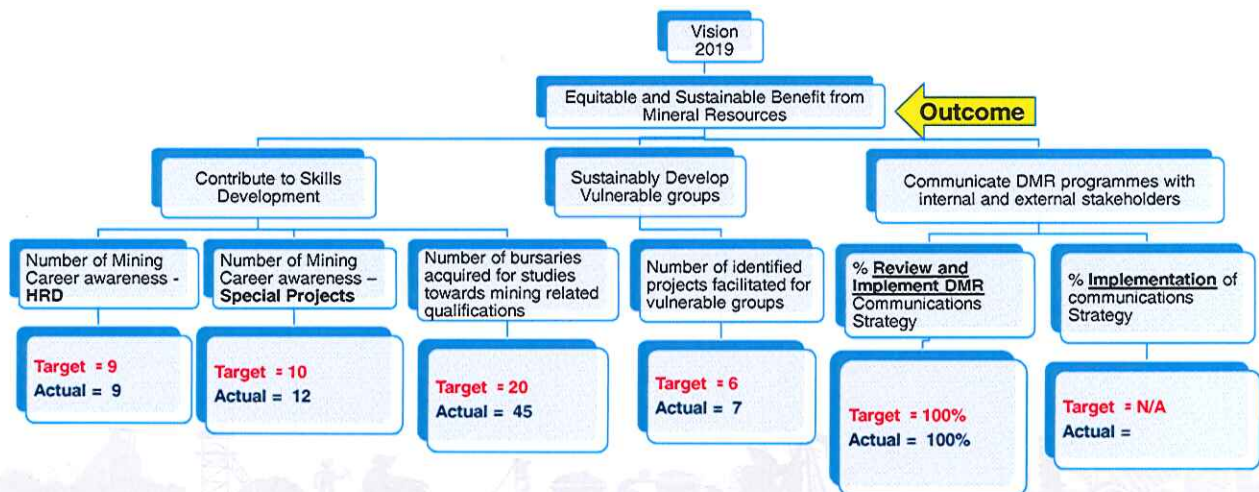 Vision
2019
Equitable and Sustainable Benefit from
Mineral Resources
Outcome
Contribute to Skills
Development
Sustainably Develop
Vulnerable groups
Communicate DMR programmes with
internal and external stakeholders
Number of Mining
Career awareness -
HRD
Number of Mining
Career awareness –
Special Projects
Number of bursaries
acquired for studies
towards mining related
qualifications
Number of identified
projects facilitated for
vulnerable groups
% Review and
Implement DMR
Communications
Strategy
% Implementation of
communications
Strategy
Target = 9
Actual = 9
Target = 10
Actual = 12
Target = 20
Actual = 45
Target = 6
Actual = 7
Target = 100%
Actual = 100%
Target = N/A
Actual =